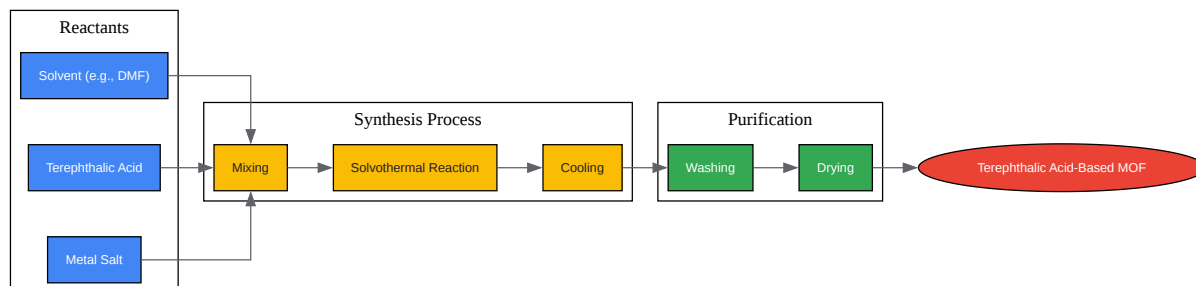 Reactants
Solvent (e.g., DMF)
Terephthalic Acid
Metal Salt
Synthesis Process
Mixing
Solvothermal Reaction
Cooling
Purification
Washing
Drying
Terephthalic Acid-Based MOF